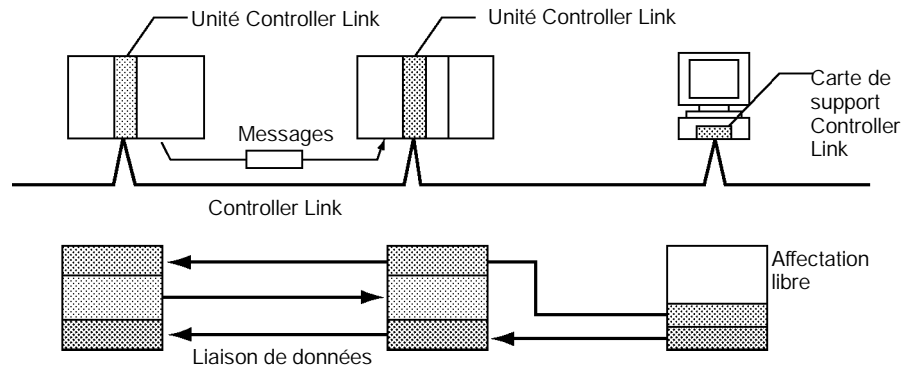 Unité Controller Link
Unité Controller Link
Carte de
support
Controller
Link
Messages
Controller Link
Affectation
libre
Liaison de données